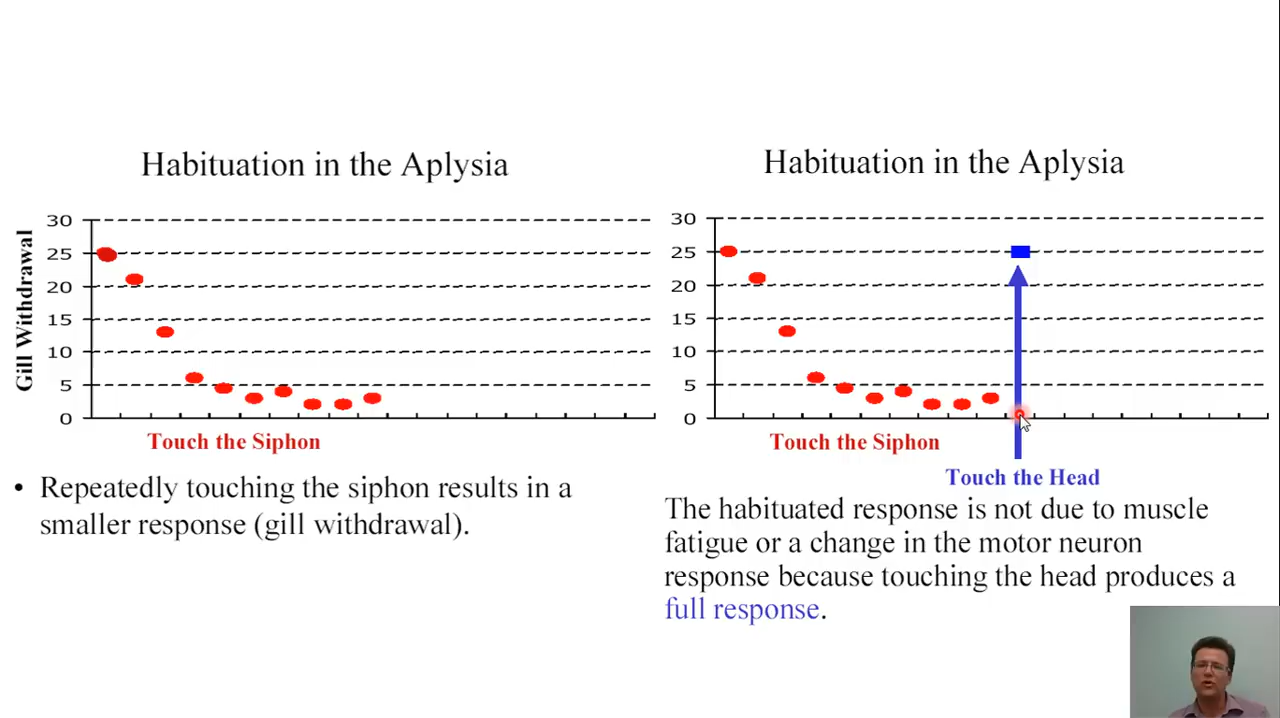 Habituation in the Aplysia
Gill Withdrawal
30
25
20
15
10
5
0
Touch the Siphon
• Repeatedly touching the siphon results in a
smaller response (gill withdrawal).
Habituation in the Aplysia
30
25
20
15
10
5
0
Touch the Siphon
Touch the Head
The habituated response is not due to muscle
fatigue or a change in the motor neuron
response because touching the head produces a
full response.